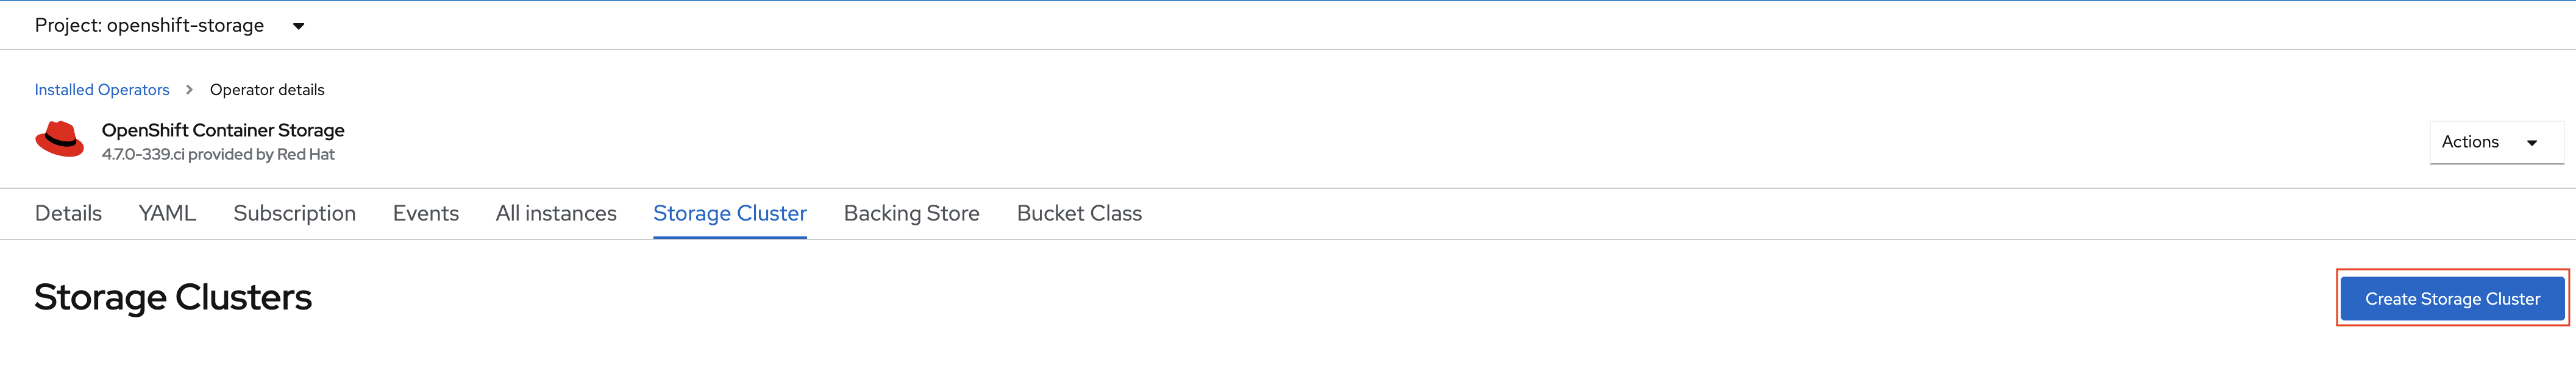 Project: openshift-storage
Installed Operators > Operator details
OpenShift Container Storage
4.7.0-339.ci provided by Red Hat
Actions
Details YAML Subscription Events All instances Storage Cluster Backing Store Bucket Class
Storage Clusters
Create Storage Cluster